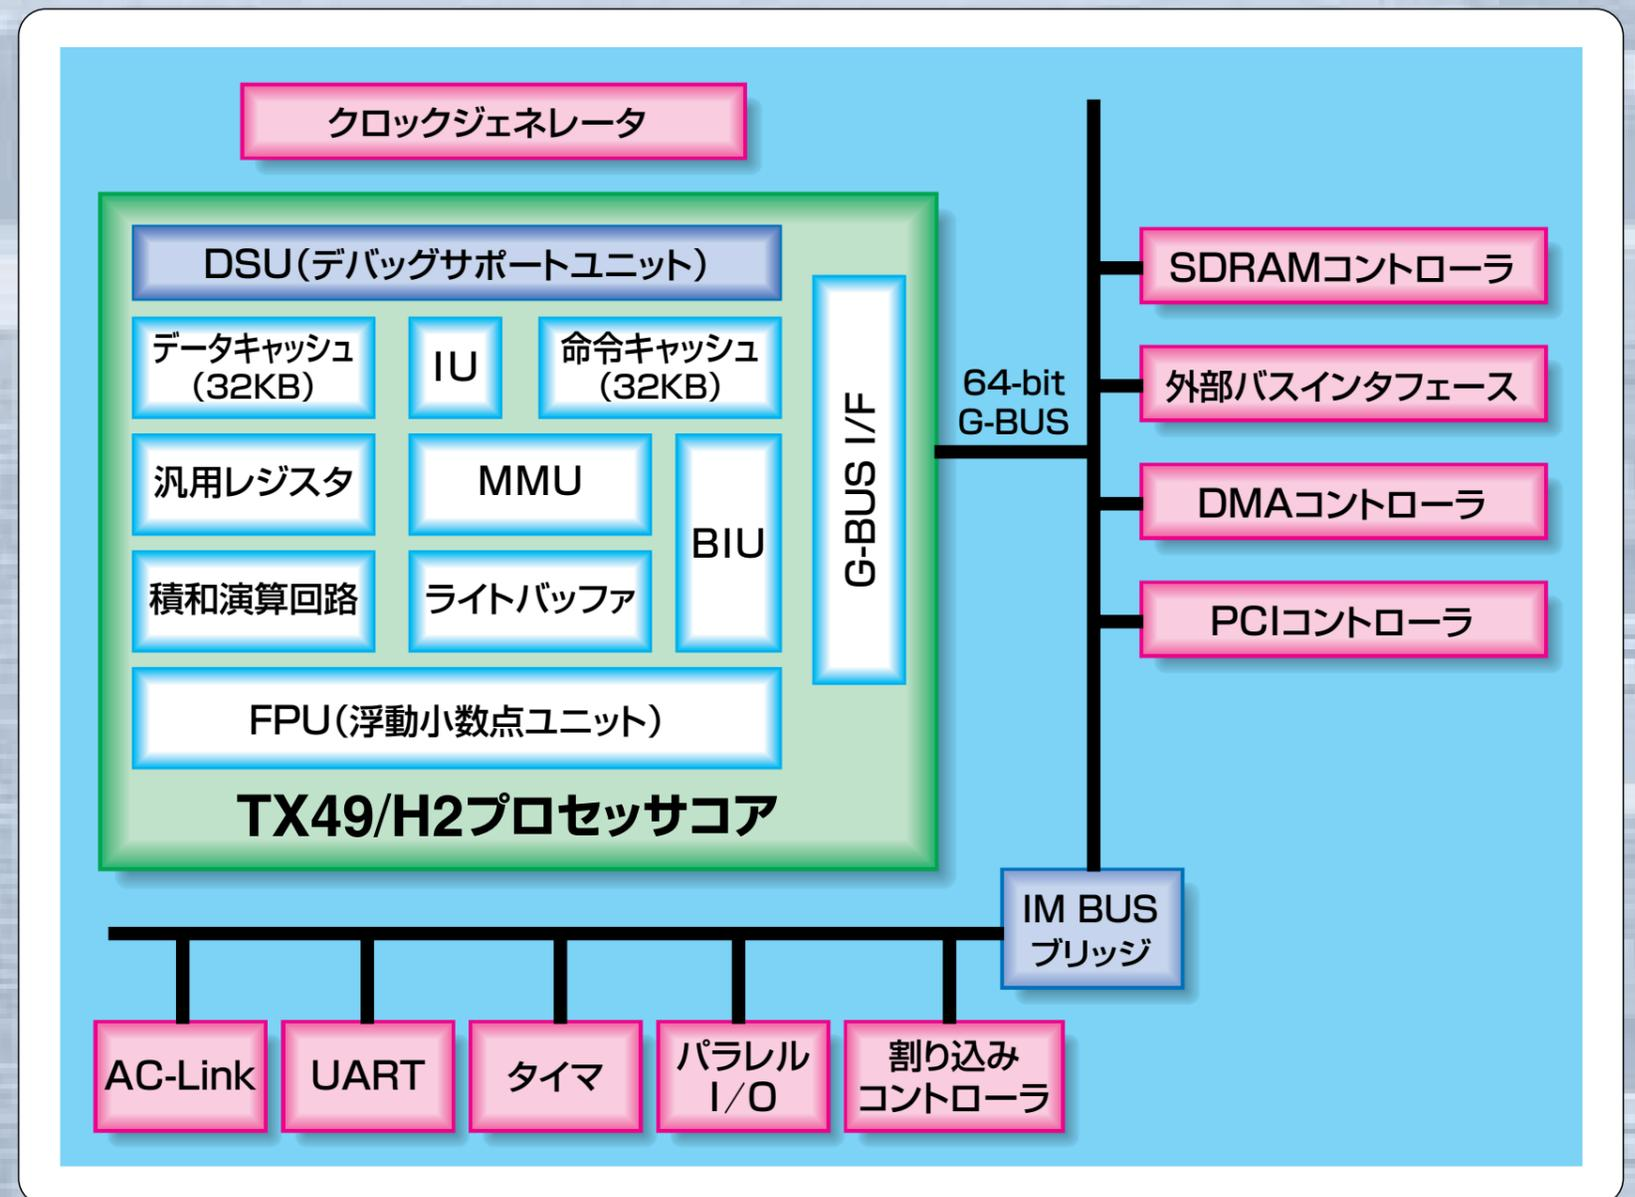 クロックジェネレータ
DSU(デバッグサポートユニット)
データキャッシュ
(32KB)
IU
命令キャッシュ
(32KB)
汎用レジスタ
MMU
BIU
積和演算回路
ライトバッファ
FPU(浮動小数点ユニット)
G-BUS I/F
TX49/H2プロセッサコア
64-bit
G-BUS
SDRAMコントローラ
外部バスインタフェース
DMAコントローラ
PCIコントローラ
IM BUS
ブリッジ
AC-Link
UART
タイマ
パラレル
I/O
割り込み
コントローラ